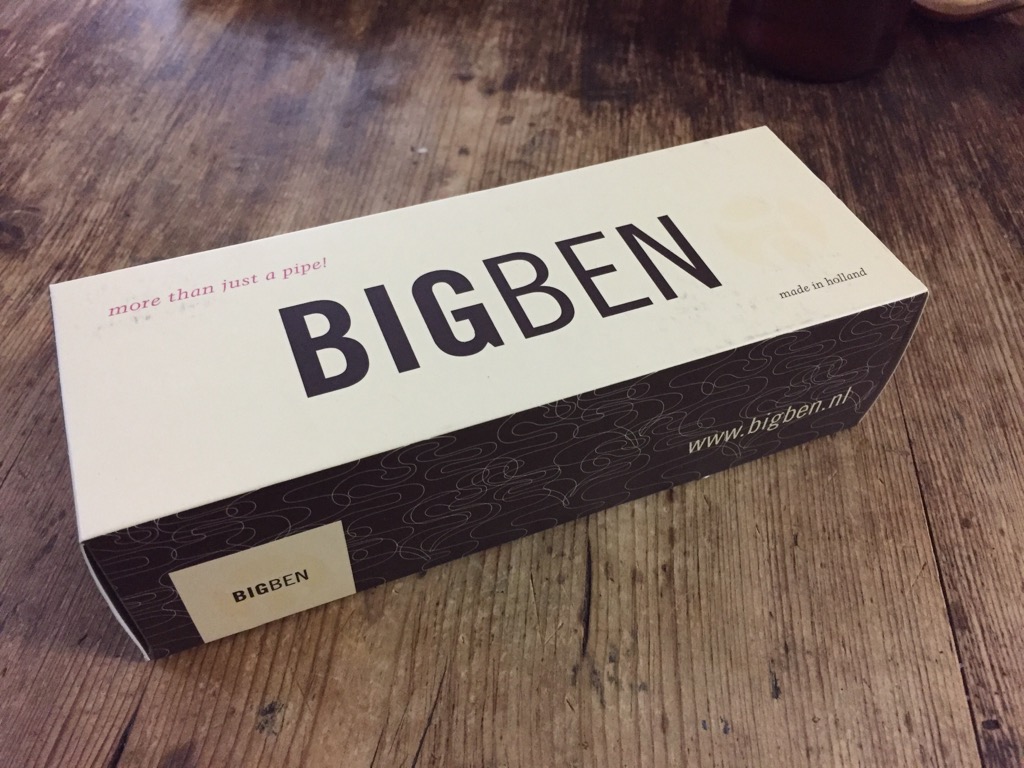 more than just a pipe!
BIGBEN
made in holland
www.bigben.nl
BIGBEN